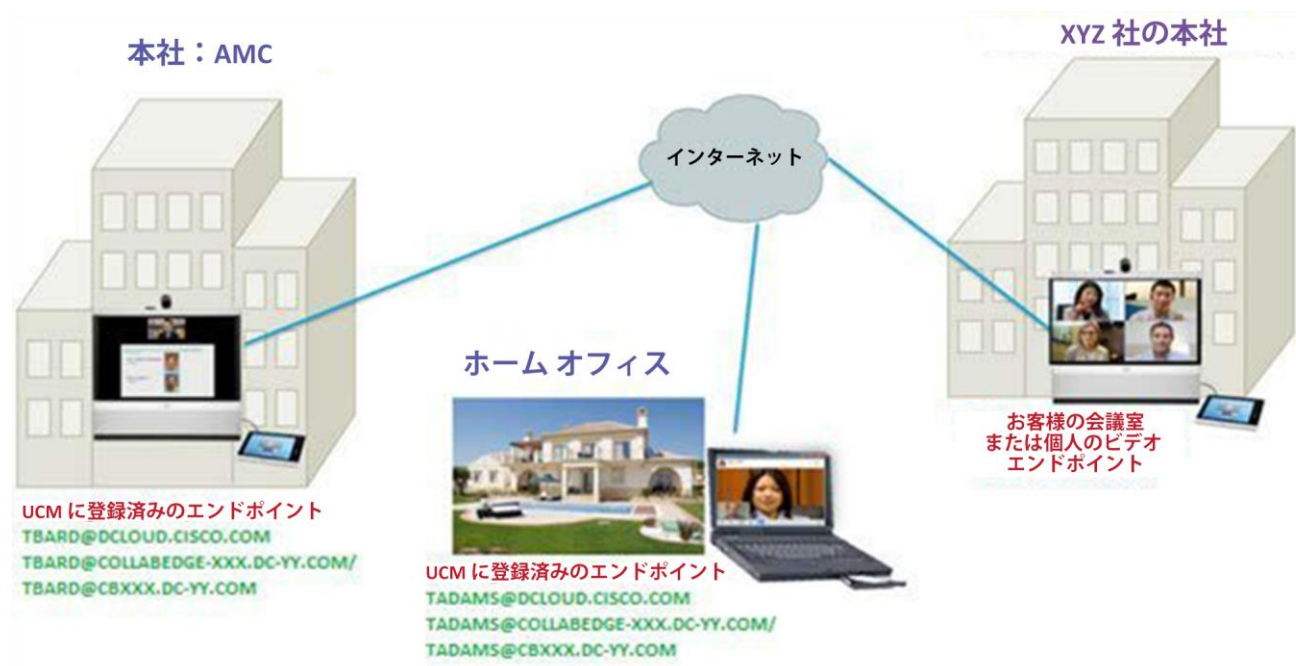 本社：AMC
XYZ 社の本社
インターネット
ホーム オフィス
お客様の会議室
または個人のビデオ
エンドポイント
UCM に登録済みのエンドポイント
TBARD@DCLOUD.CISCO.COM
TBARD@COLLABEDGE-XXX.DC-YY.COM/
TBARD@CBXXX.DC-YY.COM
UCM に登録済みのエンドポイント
TADAMS@DCLOUD.CISCO.COM
TADAMS@COLLABEDGE-XXX.DC-YY.COM/
TADAMS@CBXXX.DC-YY.COM